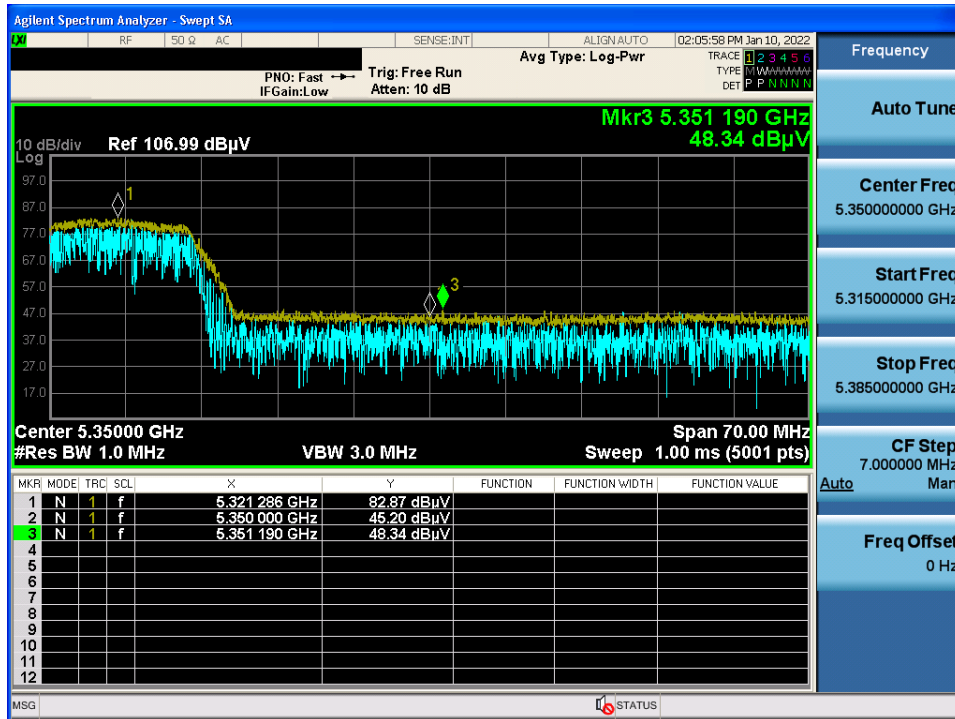 Agilent Spectrum Analyzer - Swept SA
LXI RF 50 Ω AC SENSE:INT ALIGN AUTO 02:05:58 PM Jan 10, 2022
Frequency
PNO: Fast Trig: Free Run Avg Type: Log-Pwr TRACE 1 2 3 4 5 6
IFGain:Low Atten: 10 dB TYPE M W W W W W
DET P P N N N N
Auto Tune
Mkr3 5.351 190 GHz
48.34 dBµV
10 dB/div Ref 106.99 dBµV
Log
97.0
87.0
77.0
67.0
57.0
47.0
37.0
27.0
17.0
1
3
Center Freq
5.350000000 GHz
Start Freq
5.315000000 GHz
Stop Freq
5.385000000 GHz
Center 5.35000 GHz Span 70.00 MHz
#Res BW 1.0 MHz VBW 3.0 MHz Sweep 1.00 ms (5001 pts)
CF Step
7.000000 MHz
Auto Man
MKR MODE TRC SCL X Y FUNCTION FUNCTION WIDTH FUNCTION VALUE
1 N 1 f 5.321 286 GHz 82.87 dBµV
2 N 1 f 5.350 000 GHz 45.20 dBµV
3 N 1 f 5.351 190 GHz 48.34 dBµV
4
5
6
7
8
9
10
11
12
Freq Offset
0 Hz
MSG STATUS